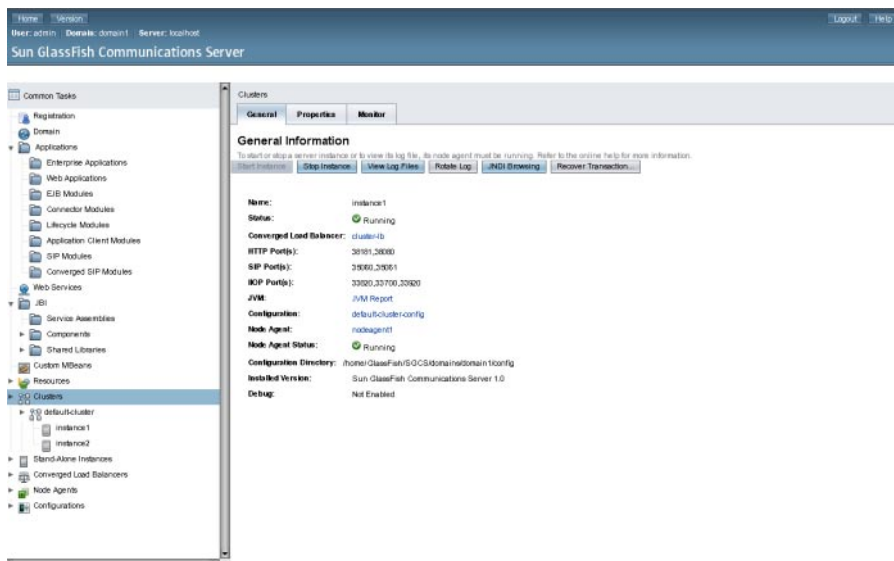 Home Version Logout Help
User: admin Domain: domain1 Server: localhost
Sun GlassFish Communications Server
Common Tasks
Registration
Domain
Applications
Enterprise Applications
Web Applications
EJB Modules
Connector Modules
Lifecycle Modules
Application Client Modules
SIP Modules
Converged SIP Modules
Web Services
JBI
Service Assemblies
Components
Shared Libraries
Custom MBeans
Resources
Clusters
default-cluster
instance1
instance2
Stand-Alone Instances
Converged Load Balancers
Node Agents
Configurations
Clusters
General Properties Monitor
General Information
To start or stop a server instance or to view its log file, its node agent must be running. Refer to the online help for more information.
Start Instance Stop Instance View Log Files Rotate Log JNDI Browsing Recover Transaction...
Name: instance1
Status: Running
Converged Load Balancer: cluster-lb
HTTP Port(s): 38181,38080
SIP Port(s): 35060,35061
IIOP Port(s): 33820,33700,33920
JVM: JVM Report
Configuration: default-cluster-config
Node Agent: nodeagent1
Node Agent Status: Running
Configuration Directory: /home/GlassFish/SGCS/domains/domain1/config
Installed Version: Sun GlassFish Communications Server 1.0
Debug: Not Enabled